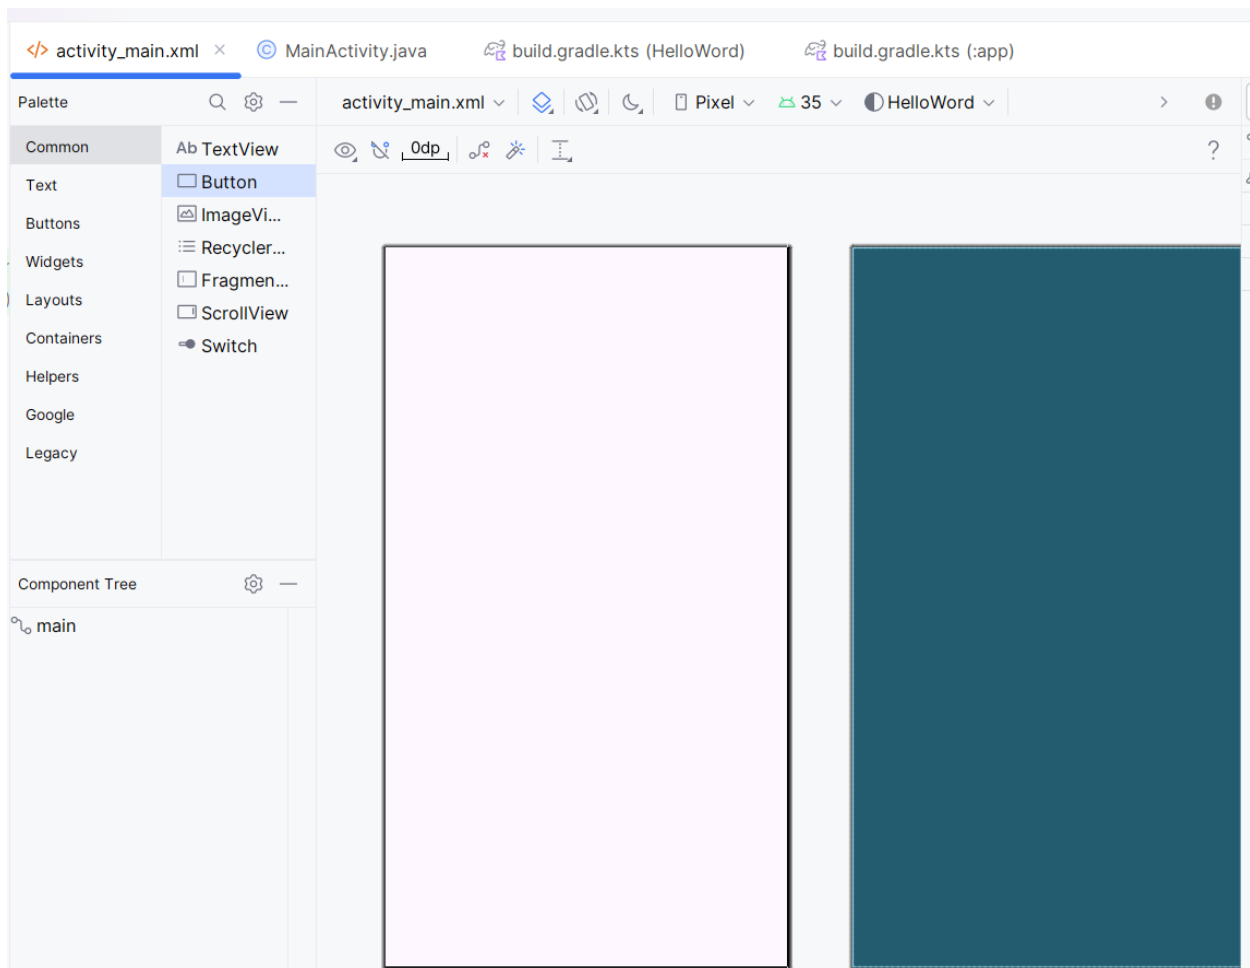 activity_main.xml
MainActivity.java
build.gradle.kts (HelloWord)
build.gradle.kts (:app)
Palette
activity_main.xml
Pixel
35
HelloWord
Common
Text
Buttons
Widgets
Layouts
Containers
Helpers
Google
Legacy
Ab TextView
Button
ImageVi...
Recycler...
Fragmen...
ScrollView
Switch
0dp
?
Component Tree
main